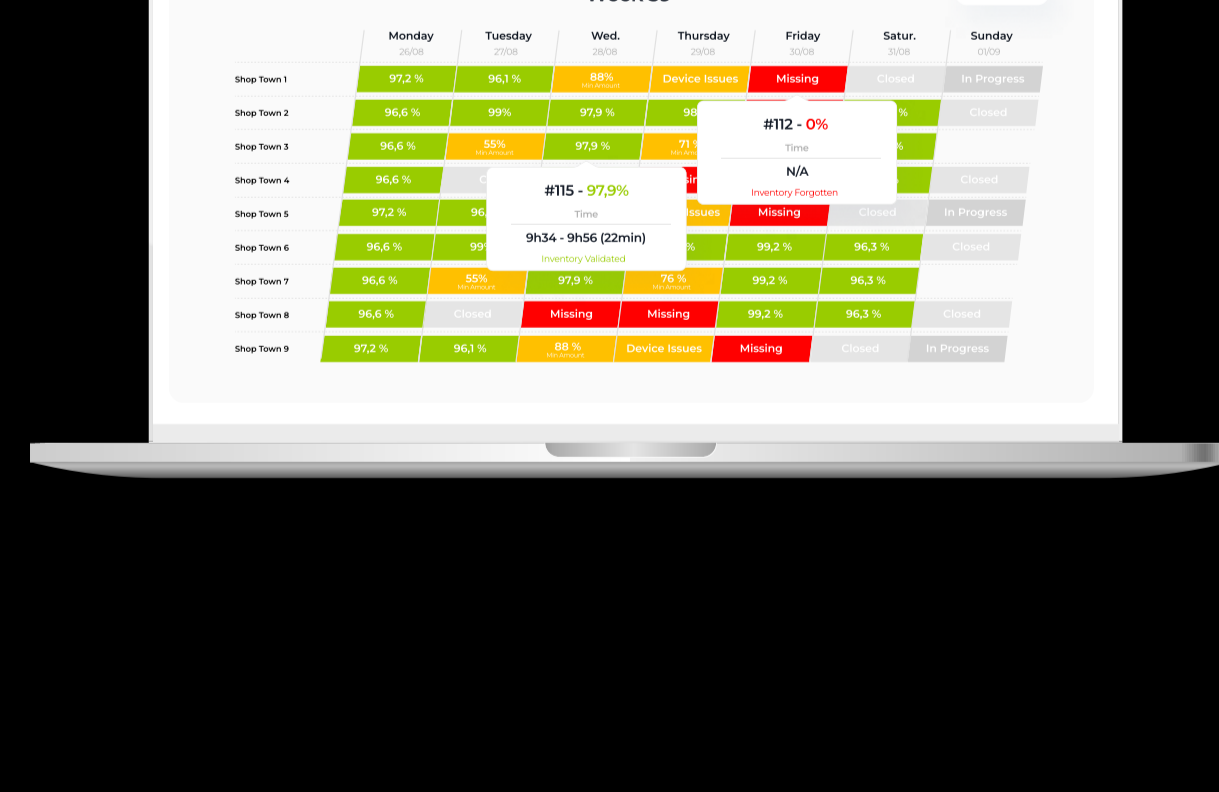 Monday Tuesday Wed. Thursday Friday Satur. Sunday
26/08 27/08 28/08 29/08 30/08 31/08 01/09
Shop Town 1 97,2 % 96,1 % 88% Min Amount Device Issues Missing Closed In Progress
Shop Town 2 96,6 % 99% 97,9 % 98 % Closed
#112 - 0%
Time
N/A
Inventory Forgotten
Shop Town 3 96,6 % 55% Min Amount 97,9 % 71 %
Shop Town 4 96,6 % Closed
#115 - 97,9%
Time
9h34 - 9h56 (22min)
Inventory Validated
Shop Town 5 97,2 % 96, Issues Missing Closed In Progress
Shop Town 6 96,6 % 99 % 99,2 % 96,3 % Closed
Shop Town 7 96,6 % 55% Min Amount 97,9 % 76 % Min Amount 99,2 % 96,3 %
Shop Town 8 96,6 % Closed Missing Missing 99,2 % 96,3 % Closed
Shop Town 9 97,2 % 96,1 % 88 % Min Amount Device Issues Missing Closed In Progress